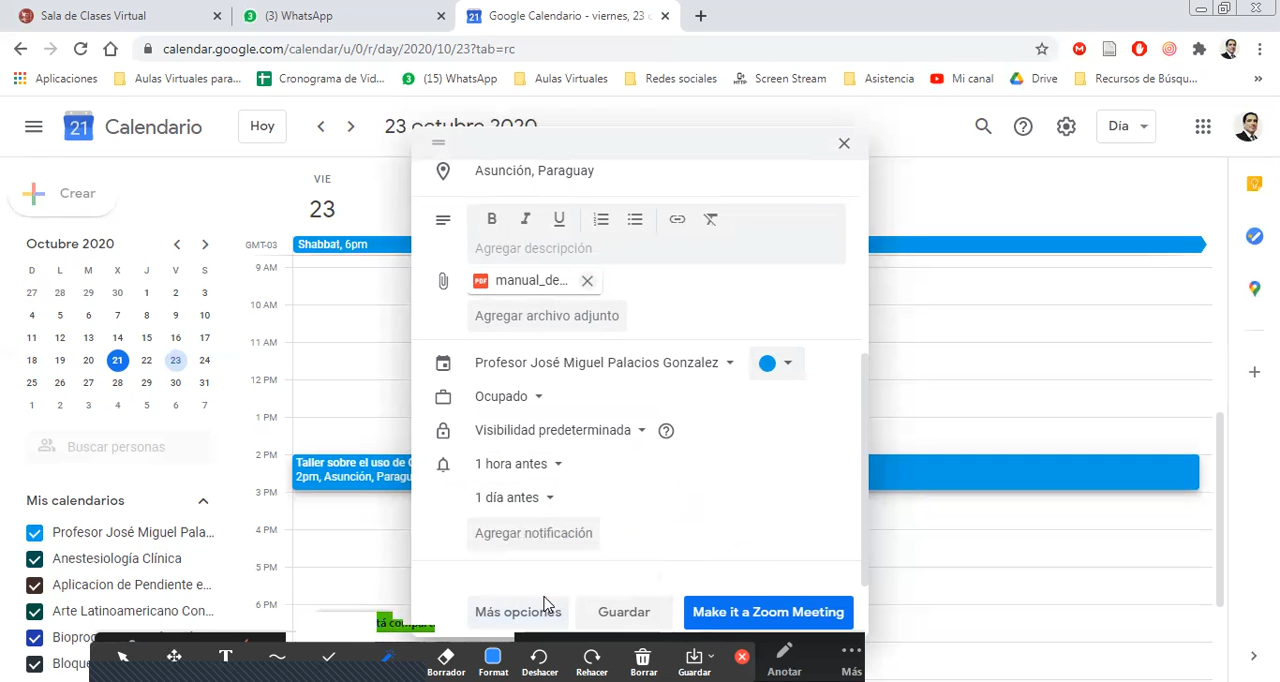 Sala de Clases Virtual
(3) WhatsApp
Google Calendario - viernes, 23
calendar.google.com/calendar/u/0/r/day/2020/10/23?tab=rc
Aplicaciones
Aulas Virtuales para...
Cronograma de Vid...
(15) WhatsApp
Aulas Virtuales
Redes sociales
Screen Stream
Asistencia
Mi canal
Drive
Recursos de Búsqu...
21
Calendario
Hoy
23 octubre 2020
Día
Crear
VIE
23
Octubre 2020
D L M X J V S
27 28 29 30 1 2 3
4 5 6 7 8 9 10
11 12 13 14 15 16 17
18 19 20 21 22 23 24
25 26 27 28 29 30 31
1 2 3 4 5 6 7
Buscar personas
Mis calendarios
Profesor José Miguel Pala...
Anestesiología Clínica
Aplicacion de Pendiente e...
Arte Latinoamericano Con...
GMT-03
Shabbat, 6pm
9 AM
10 AM
11 AM
12 PM
1 PM
2 PM
3 PM
4 PM
5 PM
6 PM
Taller sobre el uso de
2pm, Asunción, Paragu
Asunción, Paraguay
B I U
Agregar descripción
PDF manual_de...
Agregar archivo adjunto
Profesor José Miguel Palacios Gonzalez
Ocupado
Visibilidad predeterminada
1 hora antes
1 día antes
Agregar notificación
Más opciones
Guardar
Make it a Zoom Meeting
T
Borrador
Format
Deshacer
Rehacer
Borrar
Guardar
Anotar
Más